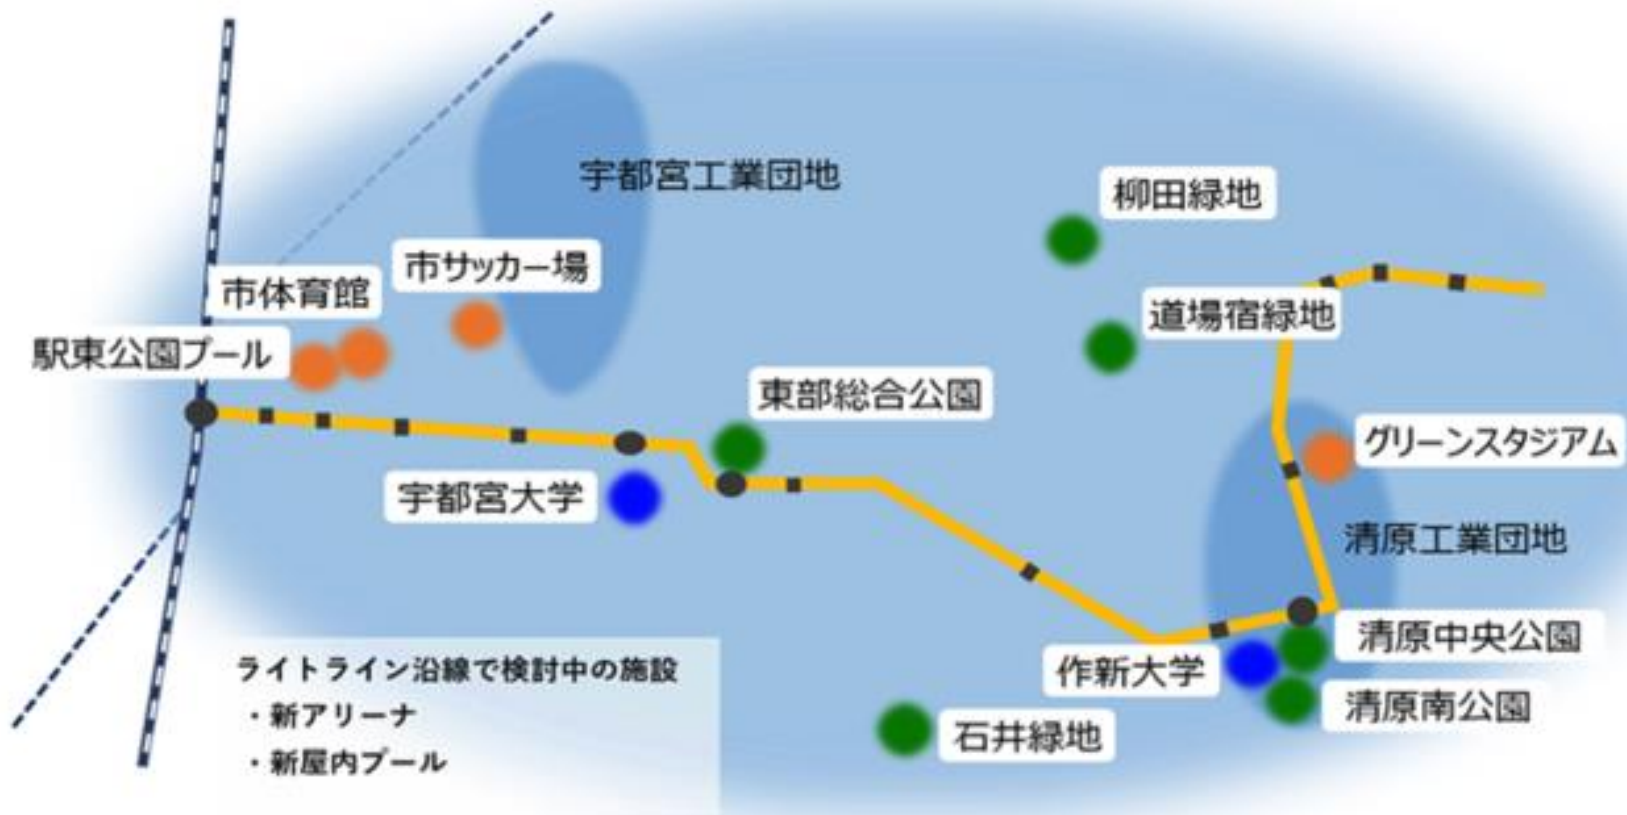 宇都宮工業団地
柳田緑地
市サッカー場
市体育館
道場宿緑地
駅東公園プール
東部総合公園
グリーンスタジアム
宇都宮大学
清原工業団地
清原中央公園
作新大学
清原南公園
石井緑地
ライトライン沿線で検討中の施設
・新アリーナ
・新屋内プール